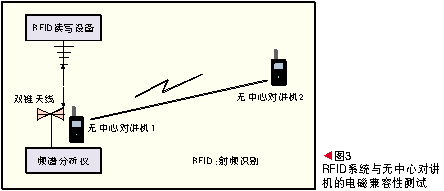 RFID读写设备
双锥天线
无中心对讲机1
无中心对讲机2
频谱分析仪
RFID:射频识别
◀图3
RFID系统与无中心对讲
机的电磁兼容性测试